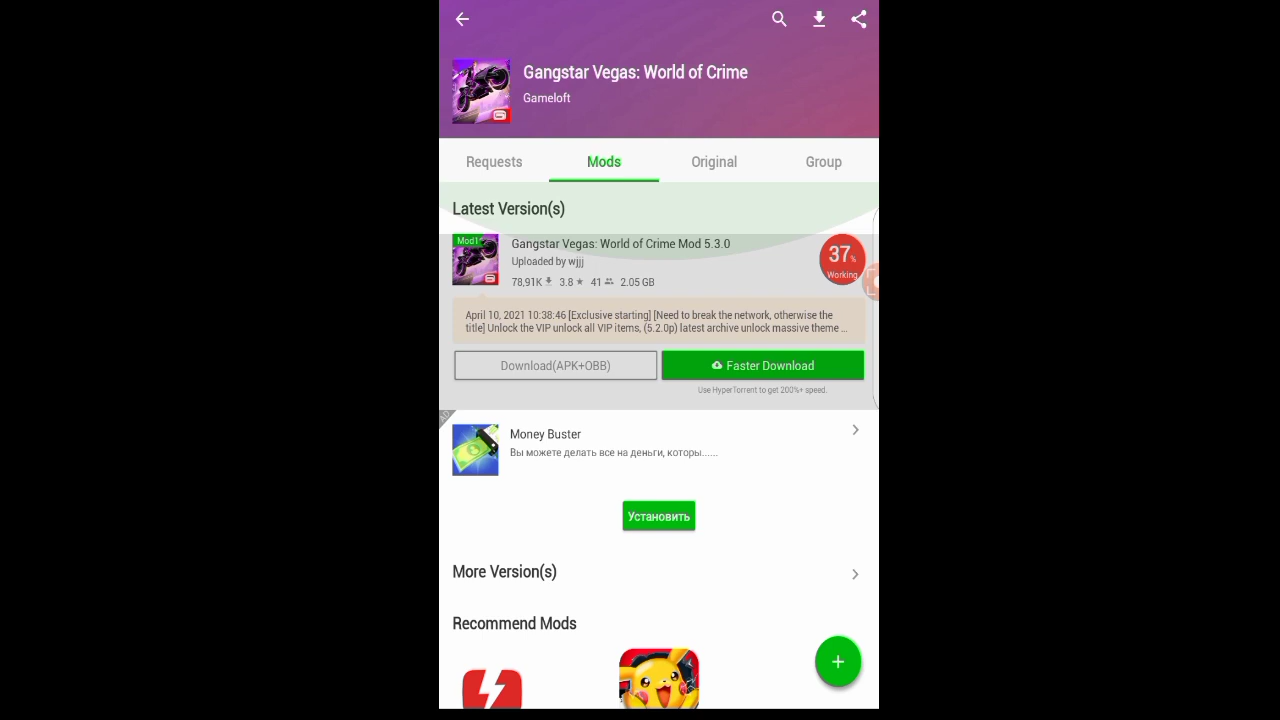 Gangstar Vegas: World of Crime
Gameloft
Requests
Mods
Original
Group
Latest Version(s)
Mod1
Gangstar Vegas: World of Crime Mod 5.3.0
37%
Uploaded by wjjj
Working
78,91K 3.8 ★ 41 2.05 GB
April 10, 2021 10:38:46 [Exclusive starting] [Need to break the network, otherwise the
title] Unlock the VIP unlock all VIP items, (5.2.0p) latest archive unlock massive theme ...
Download(APK+OBB)
Faster Download
Use HyperTorrent to get 200%+ speed.
AD
Money Buster
Вы можете делать все на деньги, которы......
Установить
More Version(s)
Recommend Mods